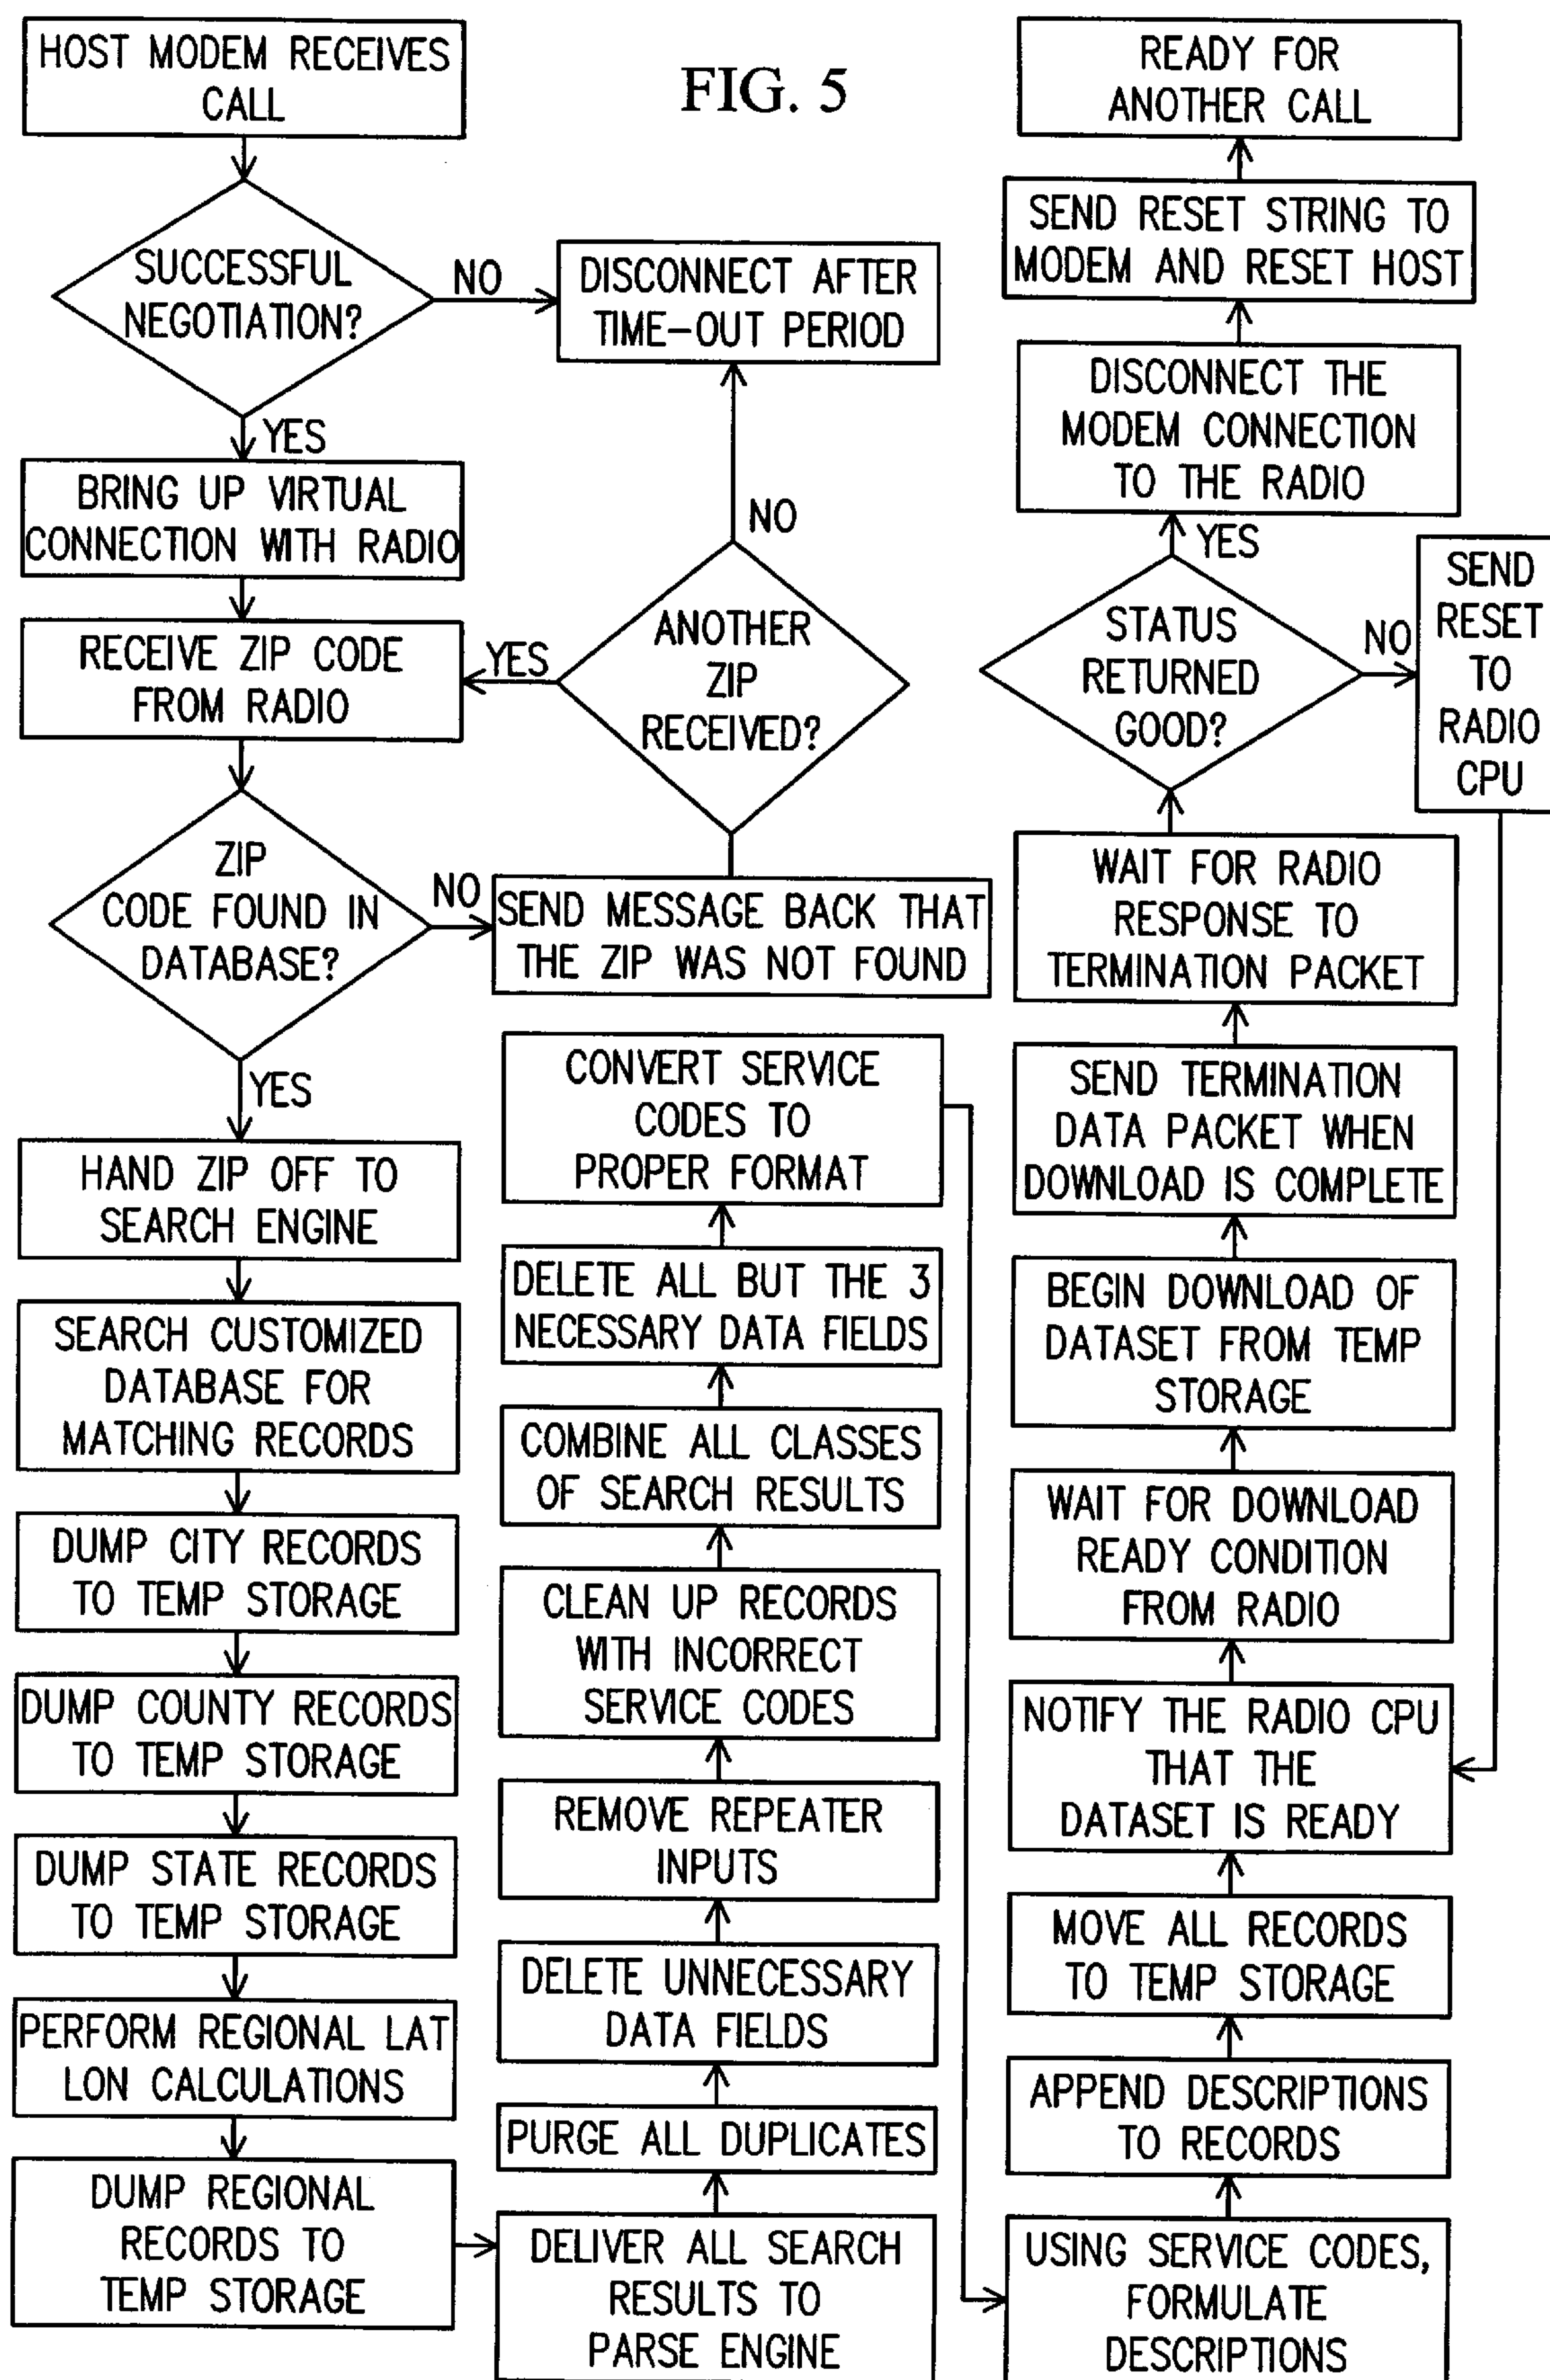 FIG. 5
HOST MODEM RECEIVES
CALL
SUCCESSFUL
NEGOTIATION?
NO
DISCONNECT AFTER
TIME-OUT PERIOD
YES
BRING UP VIRTUAL
CONNECTION WITH RADIO
RECEIVE ZIP CODE
FROM RADIO
ZIP
CODE FOUND IN
DATABASE?
NO
SEND MESSAGE BACK THAT
THE ZIP WAS NOT FOUND
ANOTHER
ZIP
RECEIVED?
YES
NO
YES
HAND ZIP OFF TO
SEARCH ENGINE
SEARCH CUSTOMIZED
DATABASE FOR
MATCHING RECORDS
DUMP CITY RECORDS
TO TEMP STORAGE
DUMP COUNTY RECORDS
TO TEMP STORAGE
DUMP STATE RECORDS
TO TEMP STORAGE
PERFORM REGIONAL LAT
LON CALCULATIONS
DUMP REGIONAL
RECORDS TO
TEMP STORAGE
DELIVER ALL SEARCH
RESULTS TO
PARSE ENGINE
PURGE ALL DUPLICATES
DELETE UNNECESSARY
DATA FIELDS
REMOVE REPEATER
INPUTS
CLEAN UP RECORDS
WITH INCORRECT
SERVICE CODES
COMBINE ALL CLASSES
OF SEARCH RESULTS
DELETE ALL BUT THE 3
NECESSARY DATA FIELDS
CONVERT SERVICE
CODES TO
PROPER FORMAT
USING SERVICE CODES,
FORMULATE
DESCRIPTIONS
APPEND DESCRIPTIONS
TO RECORDS
MOVE ALL RECORDS
TO TEMP STORAGE
NOTIFY THE RADIO CPU
THAT THE
DATASET IS READY
WAIT FOR DOWNLOAD
READY CONDITION
FROM RADIO
BEGIN DOWNLOAD OF
DATASET FROM TEMP
STORAGE
SEND TERMINATION
DATA PACKET WHEN
DOWNLOAD IS COMPLETE
WAIT FOR RADIO
RESPONSE TO
TERMINATION PACKET
STATUS
RETURNED
GOOD?
NO
SEND
RESET
TO
RADIO
CPU
YES
DISCONNECT THE
MODEM CONNECTION
TO THE RADIO
SEND RESET STRING TO
MODEM AND RESET HOST
READY FOR
ANOTHER CALL